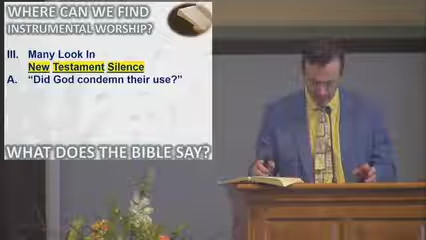 WHERE CAN WE FIND
INSTRUMENTAL WORSHIP?
III. Many Look In
New Testament Silence
A. “Did God condemn their use?”
WHAT DOES THE BIBLE SAY?